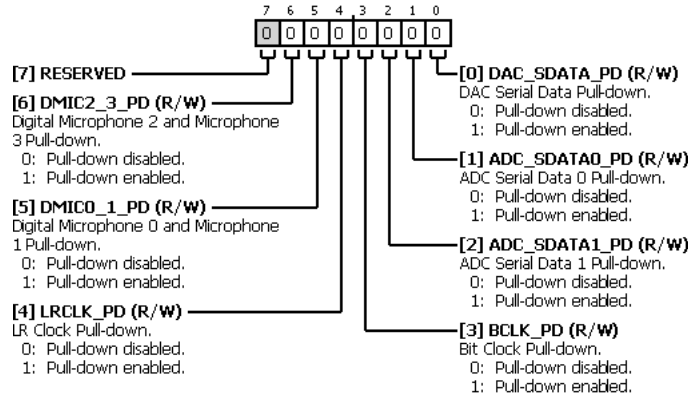 7 6 5 4 3 2 1 0
0 0 0 0 0 0 0 0
[7] RESERVED
[6] DMIC2_3_PD (R/W)
Digital Microphone 2 and Microphone
3 Pull-down.
0: Pull-down disabled.
1: Pull-down enabled.
[5] DMIC0_1_PD (R/W)
Digital Microphone 0 and Microphone
1 Pull-down.
0: Pull-down disabled.
1: Pull-down enabled.
[4] LRCLK_PD (R/W)
LR Clock Pull-down.
0: Pull-down disabled.
1: Pull-down enabled.
[0] DAC_SDATA_PD (R/W)
DAC Serial Data Pull-down.
0: Pull-down disabled.
1: Pull-down enabled.
[1] ADC_SDATA0_PD (R/W)
ADC Serial Data 0 Pull-down.
0: Pull-down disabled.
1: Pull-down enabled.
[2] ADC_SDATA1_PD (R/W)
ADC Serial Data 1 Pull-down.
0: Pull-down disabled.
1: Pull-down enabled.
[3] BCLK_PD (R/W)
Bit Clock Pull-down.
0: Pull-down disabled.
1: Pull-down enabled.